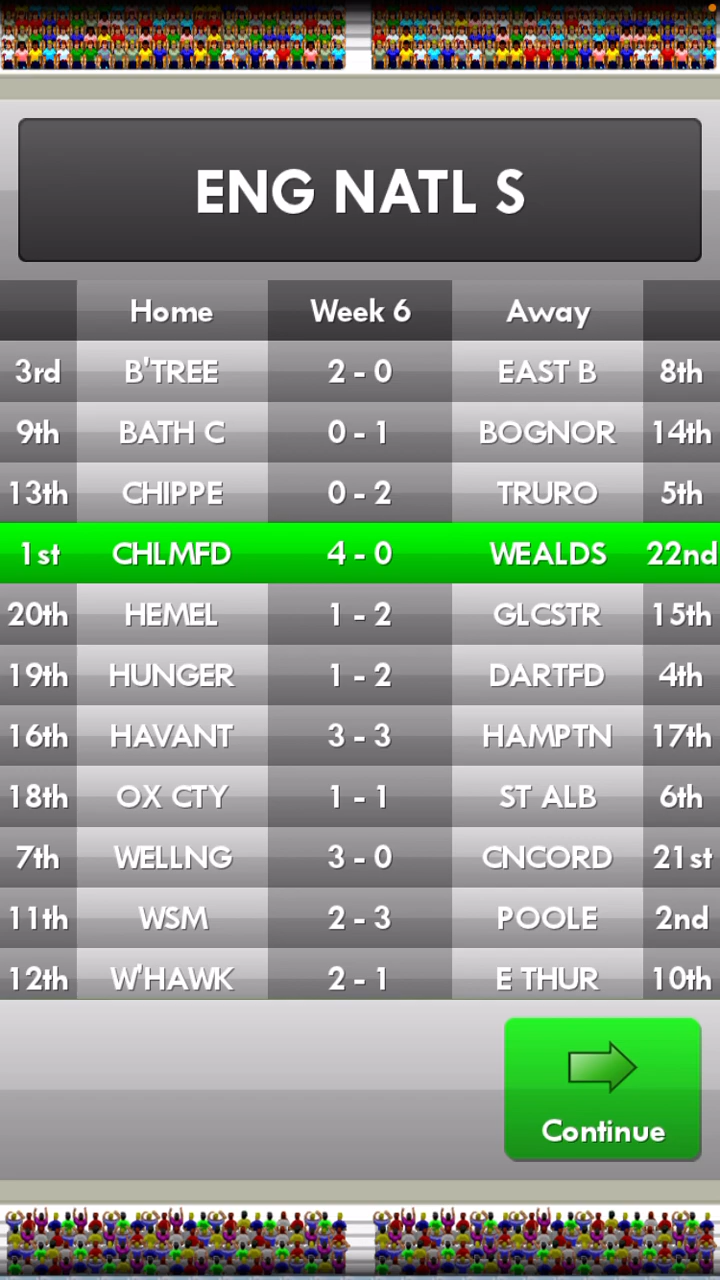 ENG NATL S
Home Week 6 Away
3rd B'TREE 2 - 0 EAST B 8th
9th BATH C 0 - 1 BOGNOR 14th
13th CHIPPE 0 - 2 TRURO 5th
1st CHLMFD 4 - 0 WEALDS 22nd
20th HEMEL 1 - 2 GLCSTR 15th
19th HUNGER 1 - 2 DARTFD 4th
16th HAVANT 3 - 3 HAMPTN 17th
18th OX CTY 1 - 1 ST ALB 6th
7th WELLNG 3 - 0 CNCORD 21st
11th WSM 2 - 3 POOLE 2nd
12th W'HAWK 2 - 1 E THUR 10th
Continue